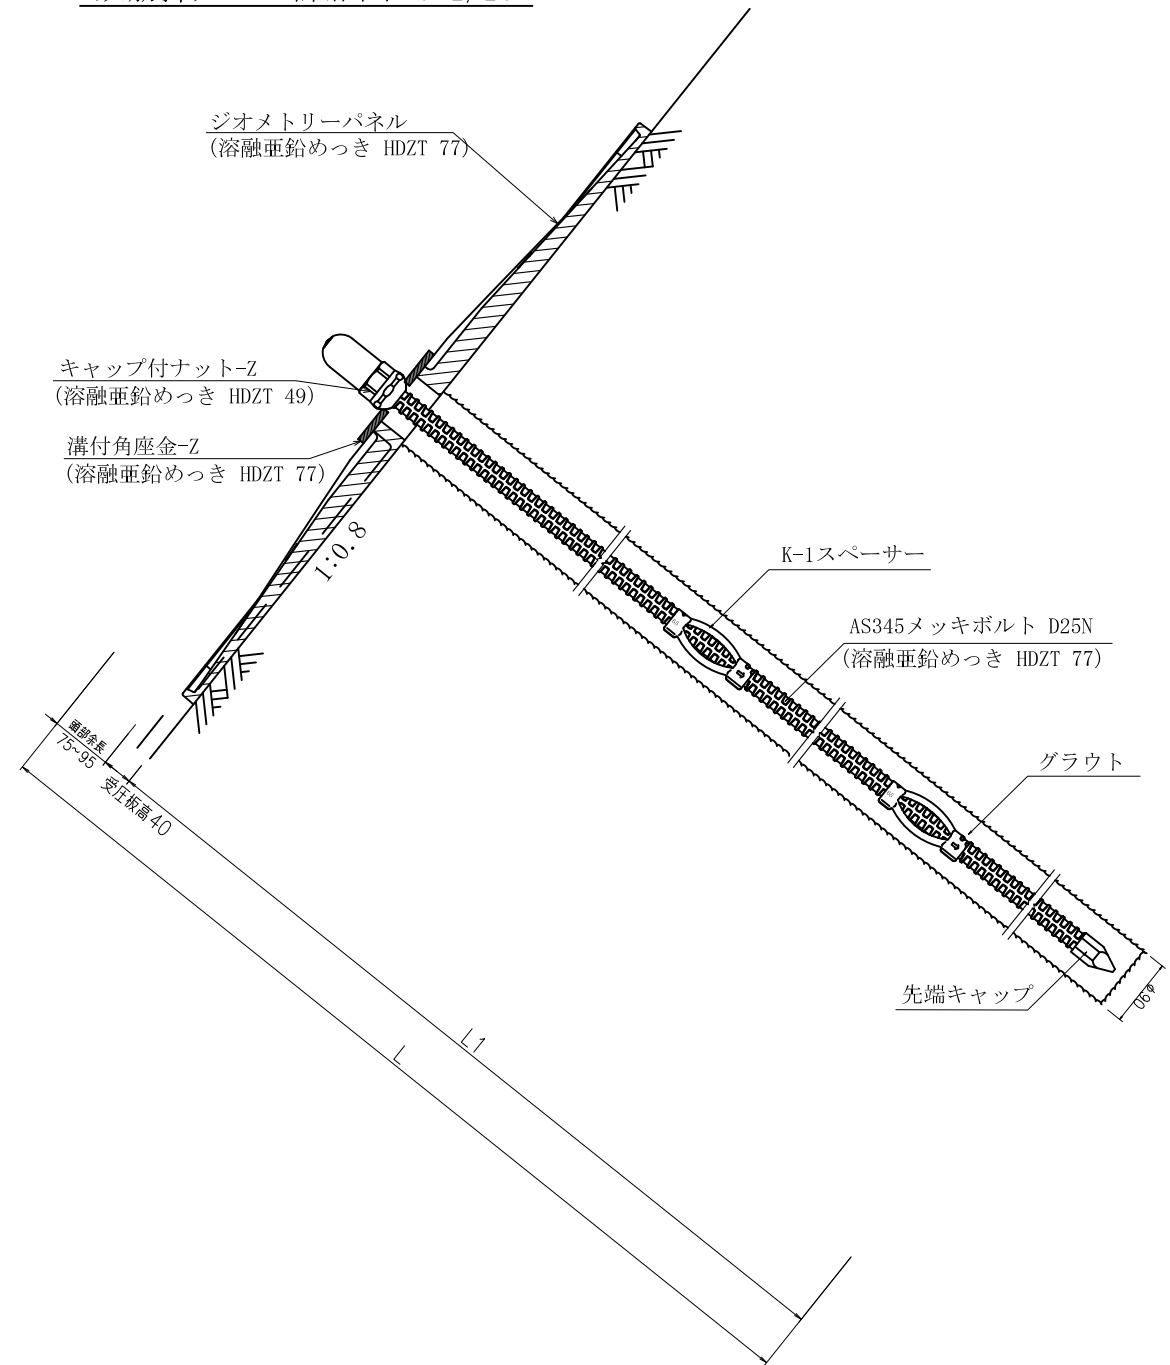 ジオメトリーパネル
(溶融亜鉛めっき HDZT 77)
キャップ付ナット-Z
(溶融亜鉛めっき HDZT 49)
溝付角座金-Z
(溶融亜鉛めっき HDZT 77)
1:0.8
K-1スペーサー
AS345メッキボルト D25N
(溶融亜鉛めっき HDZT 77)
頭部余長
75~95
受圧板高40
グラウト
先端キャップ
φ90
L1
L